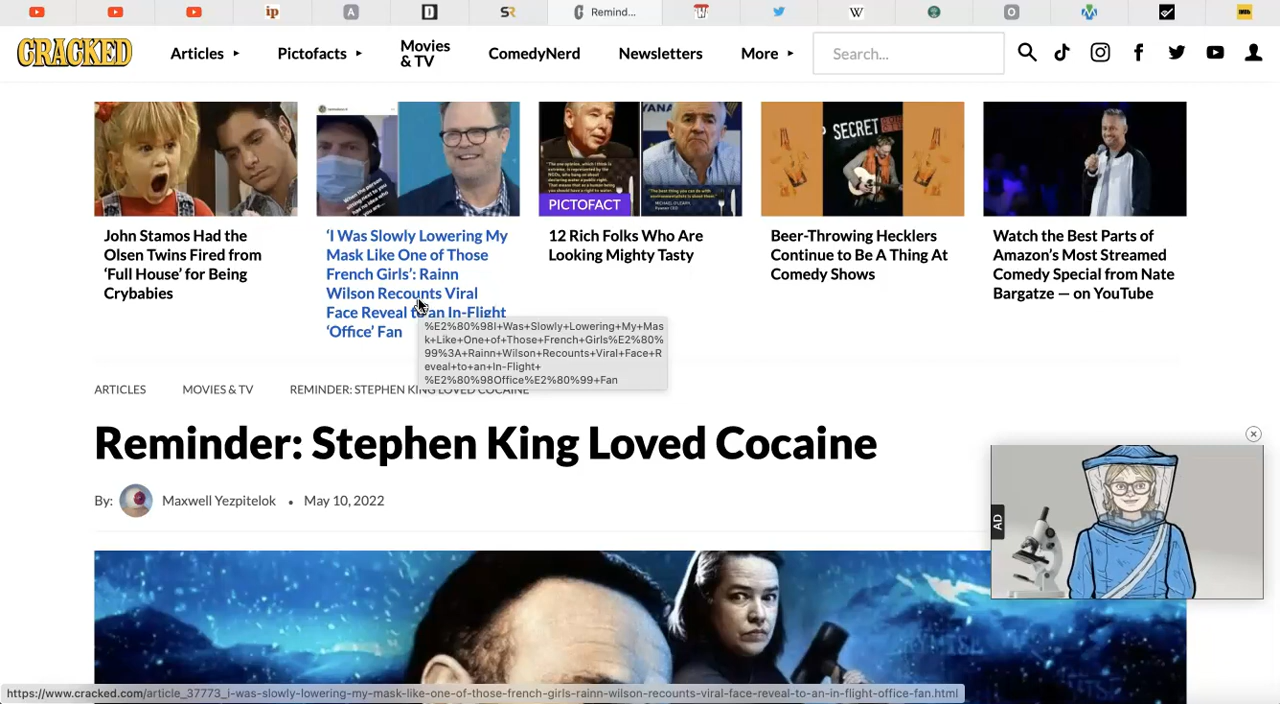 Remind...
CRACKED
Articles
Pictofacts
Movies
& TV
ComedyNerd
Newsletters
More
Search...
SECRET
PICTOFACT
John Stamos Had the
Olsen Twins Fired from
‘Full House’ for Being
Crybabies
‘I Was Slowly Lowering My
Mask Like One of Those
French Girls’: Rainn
Wilson Recounts Viral
Face Reveal to an In-Flight
‘Office’ Fan
12 Rich Folks Who Are
Looking Mighty Tasty
Beer-Throwing Hecklers
Continue to Be A Thing At
Comedy Shows
Watch the Best Parts of
Amazon’s Most Streamed
Comedy Special from Nate
Bargatze — on YouTube
%E2%80%98I+Was+Slowly+Lowering+My+Mas
k+Like+One+of+Those+French+Girls%E2%80%
99%3A+Rainn+Wilson+Recounts+Viral+Face+R
eveal+to+an+In-Flight+
%E2%80%98Office%E2%80%99+Fan
ARTICLES
MOVIES & TV
REMINDER: STEPHEN KING LOVED COCAINE
Reminder: Stephen King Loved Cocaine
By: Maxwell Yezpitelok • May 10, 2022
AD
https://www.cracked.com/article_37773_i-was-slowly-lowering-my-mask-like-one-of-those-french-girls-rainn-wilson-recounts-viral-face-reveal-to-an-in-flight-office-fan.html